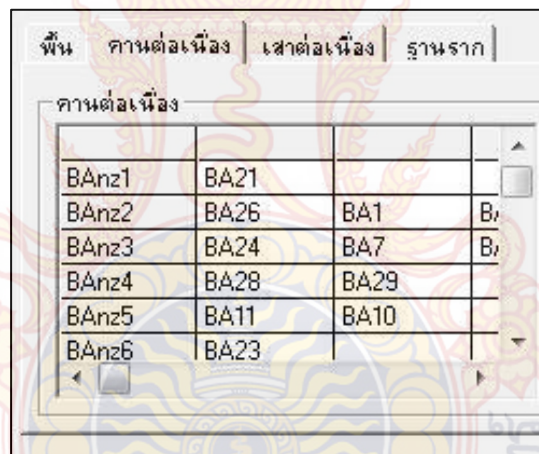 พื้น คานต่อเนื่อง เสาต่อเนื่อง ฐานราก
คานต่อเนื่อง
BAnz1 BA21
BAnz2 BA26 BA1
BAnz3 BA24 BA7
BAnz4 BA28 BA29
BAnz5 BA11 BA10
BAnz6 BA23